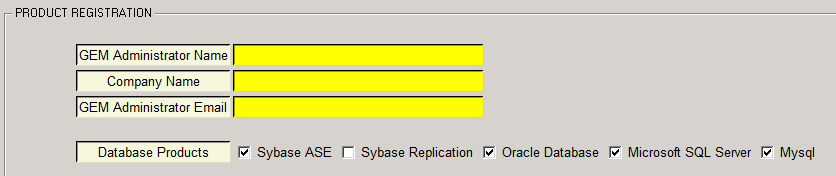 PRODUCT REGISTRATION
GEM Administrator Name
Company Name
GEM Administrator Email
Database Products Sybase ASE Sybase Replication Oracle Database Microsoft SQL Server Mysql